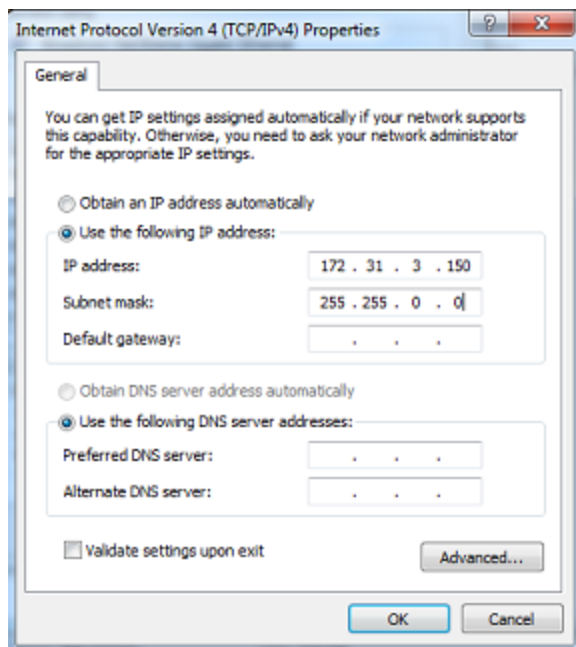 Internet Protocol Version 4 (TCP/IPv4) Properties
General
You can get IP settings assigned automatically if your network supports
this capability. Otherwise, you need to ask your network administrator
for the appropriate IP settings.
Obtain an IP address automatically
Use the following IP address:
IP address: 172 . 31 . 3 . 150
Subnet mask: 255 . 255 . 0 . 0
Default gateway: . . .
Obtain DNS server address automatically
Use the following DNS server addresses:
Preferred DNS server: . . .
Alternate DNS server: . . .
Validate settings upon exit
Advanced...
OK Cancel